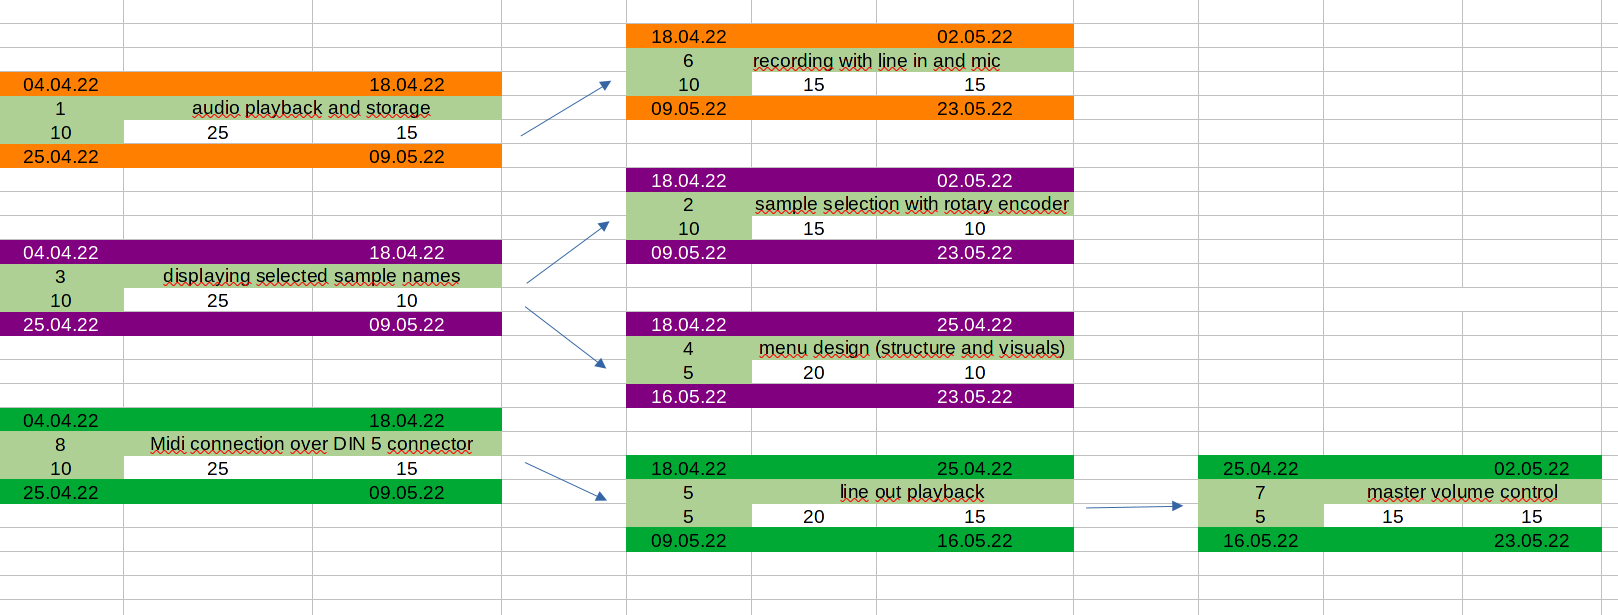 04.04.22 18.04.22
1 audio playback and storage
10 25 15
25.04.22 09.05.22
04.04.22 18.04.22
3 displaying selected sample names
10 25 10
25.04.22 09.05.22
04.04.22 18.04.22
8 Midi connection over DIN 5 connector
10 25 15
25.04.22 09.05.22
18.04.22 02.05.22
6 recording with line in and mic
10 15 15
09.05.22 23.05.22
18.04.22 02.05.22
2 sample selection with rotary encoder
10 15 10
09.05.22 23.05.22
18.04.22 25.04.22
4 menu design (structure and visuals)
5 20 10
16.05.22 23.05.22
18.04.22 25.04.22
5 line out playback
5 20 15
09.05.22 16.05.22
25.04.22 02.05.22
7 master volume control
5 15 15
16.05.22 23.05.22